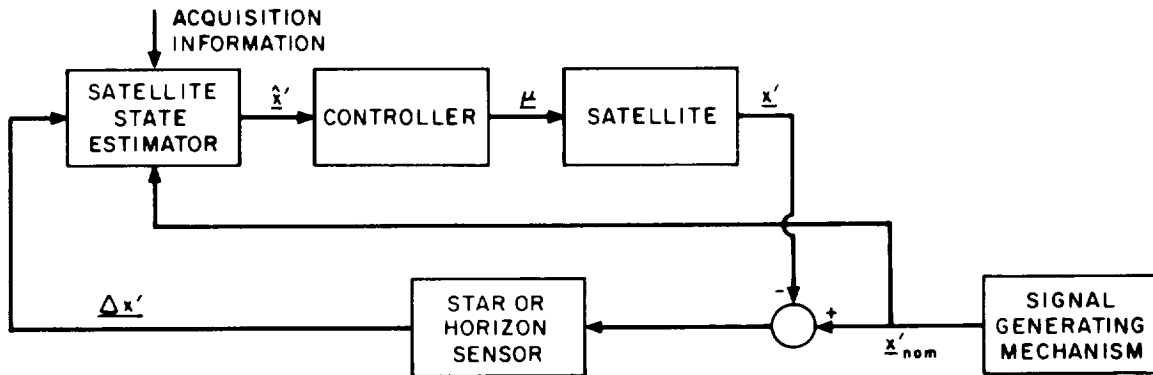 ACQUISITION
INFORMATION
SATELLITE
STATE
ESTIMATOR
x̂′
CONTROLLER
μ
SATELLITE
x′
Δx′
STAR OR
HORIZON
SENSOR
-
+
x′nom
SIGNAL
GENERATING
MECHANISM